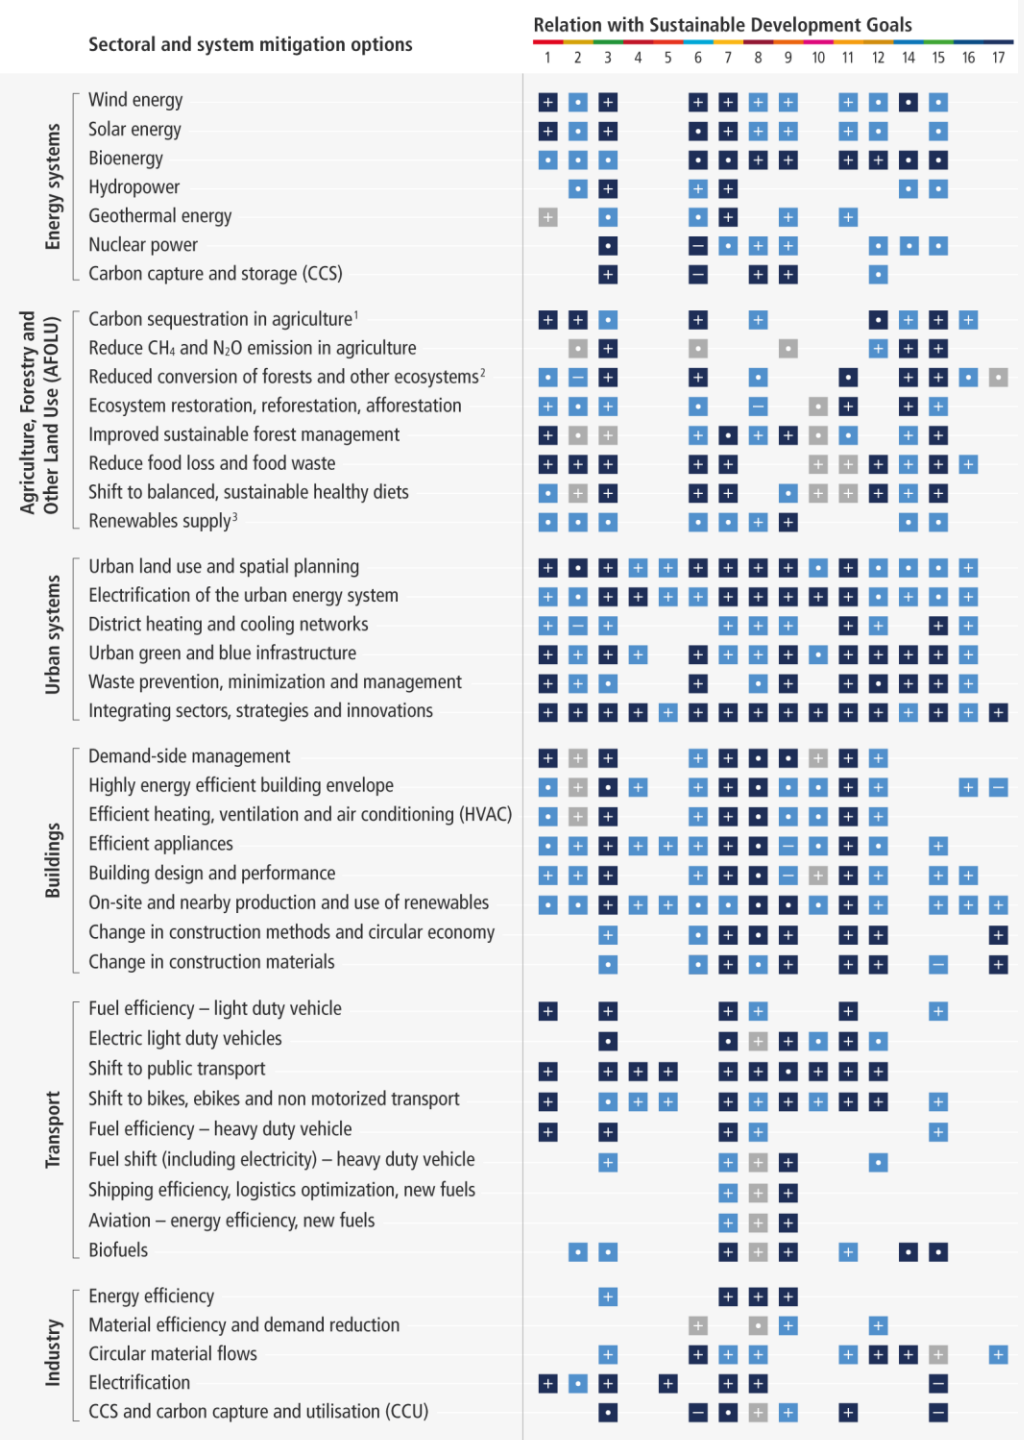 Relation with Sustainable Development Goals
Sectoral and system mitigation options
1 2 3 4 5 6 7 8 9 10 11 12 14 15 16 17
Energy systems
Wind energy
Solar energy
Bioenergy
Hydropower
Geothermal energy
Nuclear power
Carbon capture and storage (CCS)
Agriculture, Forestry and
Other Land Use (AFOLU)
Carbon sequestration in agriculture¹
Reduce CH₄ and N₂O emission in agriculture
Reduced conversion of forests and other ecosystems²
Ecosystem restoration, reforestation, afforestation
Improved sustainable forest management
Reduce food loss and food waste
Shift to balanced, sustainable healthy diets
Renewables supply³
Urban systems
Urban land use and spatial planning
Electrification of the urban energy system
District heating and cooling networks
Urban green and blue infrastructure
Waste prevention, minimization and management
Integrating sectors, strategies and innovations
Buildings
Demand-side management
Highly energy efficient building envelope
Efficient heating, ventilation and air conditioning (HVAC)
Efficient appliances
Building design and performance
On-site and nearby production and use of renewables
Change in construction methods and circular economy
Change in construction materials
Transport
Fuel efficiency – light duty vehicle
Electric light duty vehicles
Shift to public transport
Shift to bikes, ebikes and non motorized transport
Fuel efficiency – heavy duty vehicle
Fuel shift (including electricity) – heavy duty vehicle
Shipping efficiency, logistics optimization, new fuels
Aviation – energy efficiency, new fuels
Biofuels
Industry
Energy efficiency
Material efficiency and demand reduction
Circular material flows
Electrification
CCS and carbon capture and utilisation (CCU)